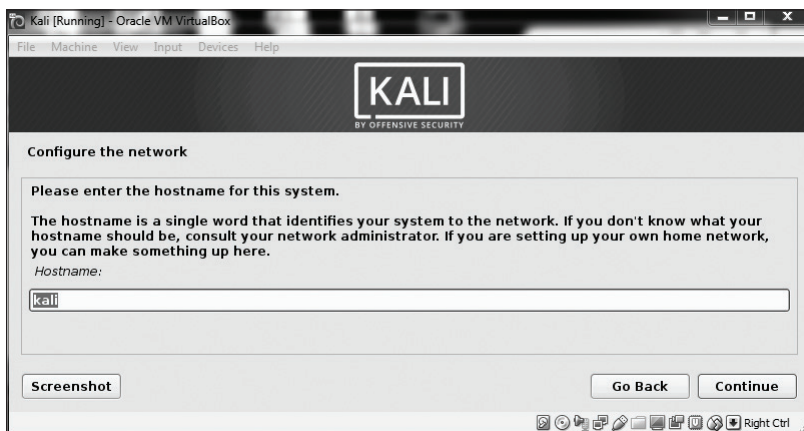 Kali [Running] - Oracle VM VirtualBox
File Machine View Input Devices Help
KALI
BY OFFENSIVE SECURITY
Configure the network
Please enter the hostname for this system.
The hostname is a single word that identifies your system to the network. If you don't know what your
hostname should be, consult your network administrator. If you are setting up your own home network,
you can make something up here.
Hostname:
kali
Screenshot
Go Back
Continue
Right Ctrl